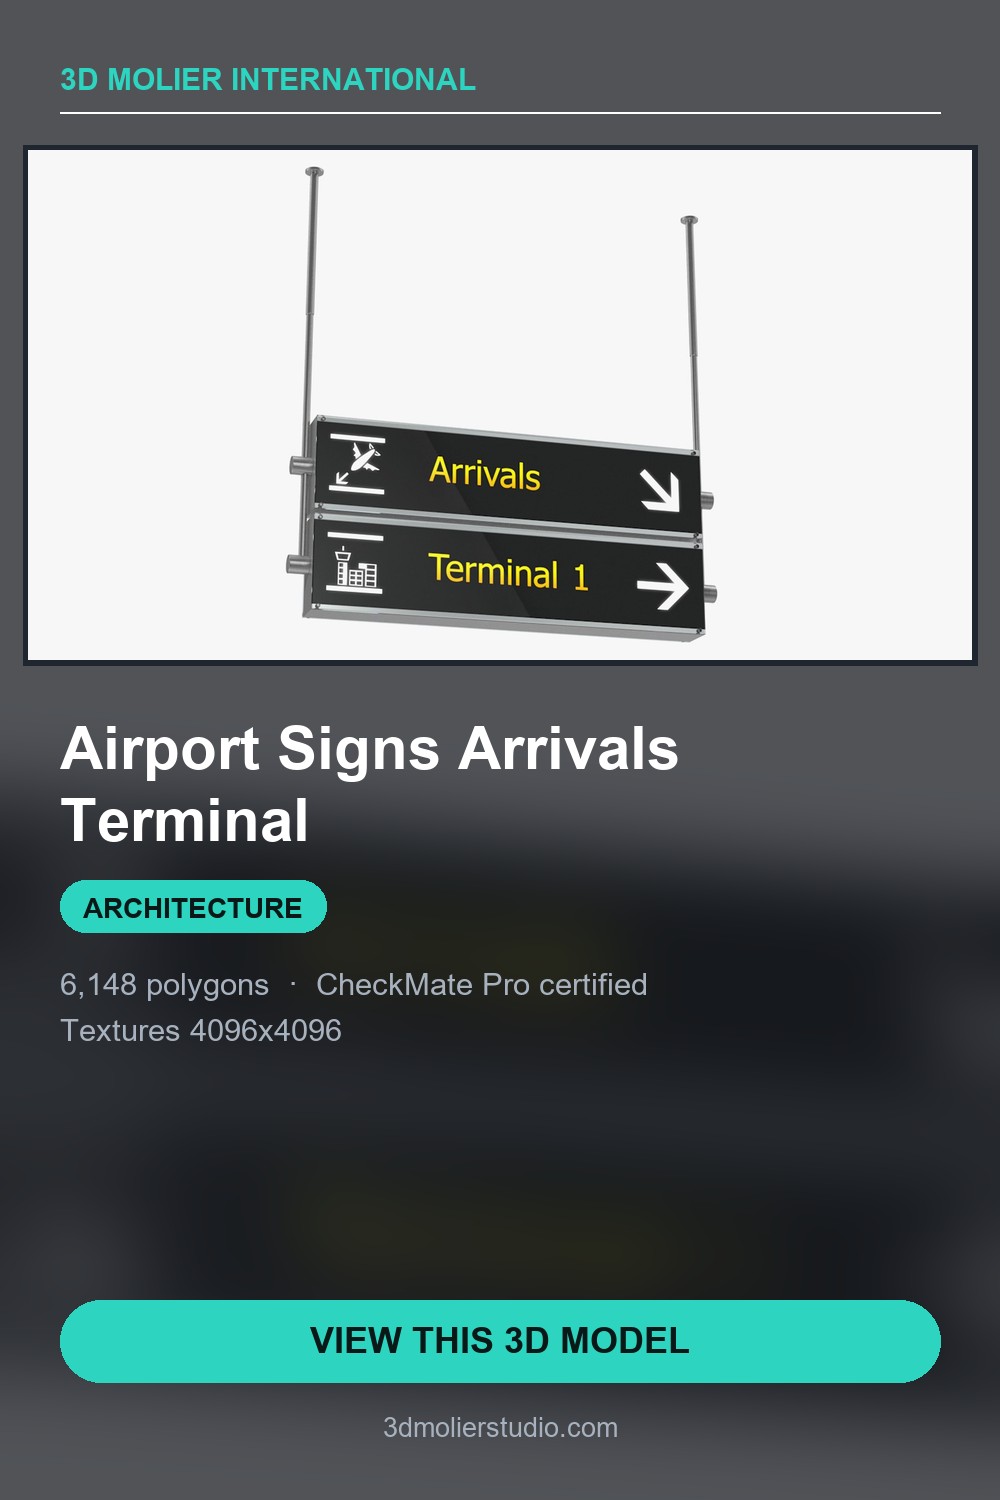 3D MOLIER INTERNATIONAL
Arrivals
Terminal 1
Airport Signs Arrivals
Terminal
ARCHITECTURE
6,148 polygons · CheckMate Pro certified
Textures 4096x4096
VIEW THIS 3D MODEL
3dmolierstudio.com